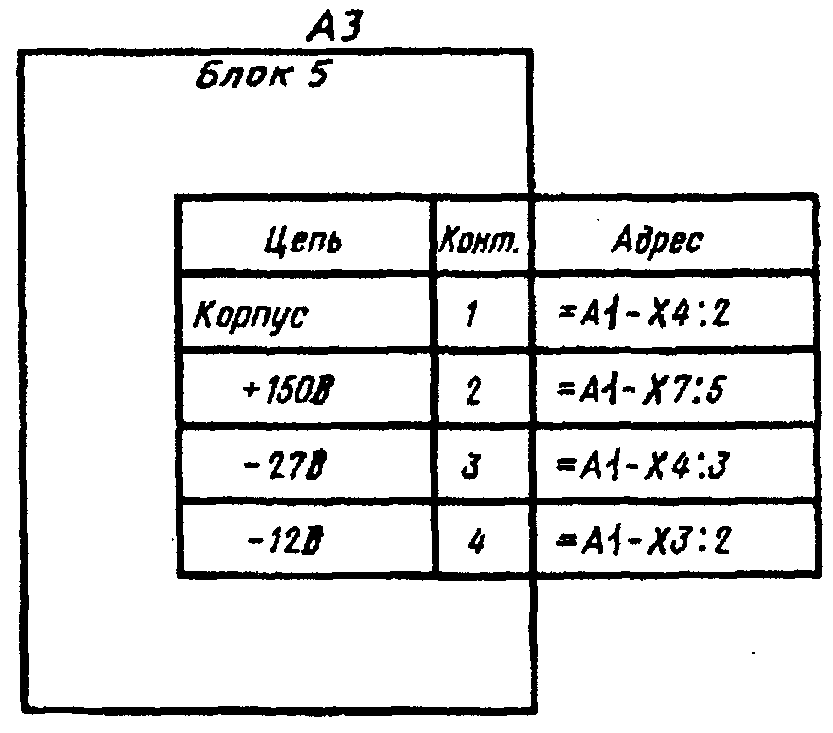 А3
блок 5
Цепь Конт. Адрес
Корпус 1 =А1-Х4:2
+150В 2 =А1-Х7:5
-27В 3 =А1-Х4:3
-12В 4 =А1-Х3:2